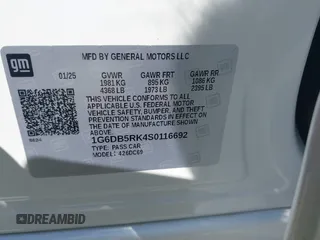 gm
MFD BY GENERAL MOTORS LLC
01/25 GVWR GAWR FRT GAWR RR
1981 KG 895 KG 1086 KG
4368 LB 1973 LB 2395 LB
THIS VEHICLE CONFORMS TO ALL
APPLICABLE U.S. FEDERAL MOTOR
VEHICLE SAFETY, BUMPER, AND THEFT
PREVENTION STANDARDS IN EFFECT
ON THE DATE OF MANUFACTURE SHOWN ABOVE.
1G6DB5RK4S0116692
TYPE: PASS CAR
MODEL: 426DC69
gm
DREAMBID